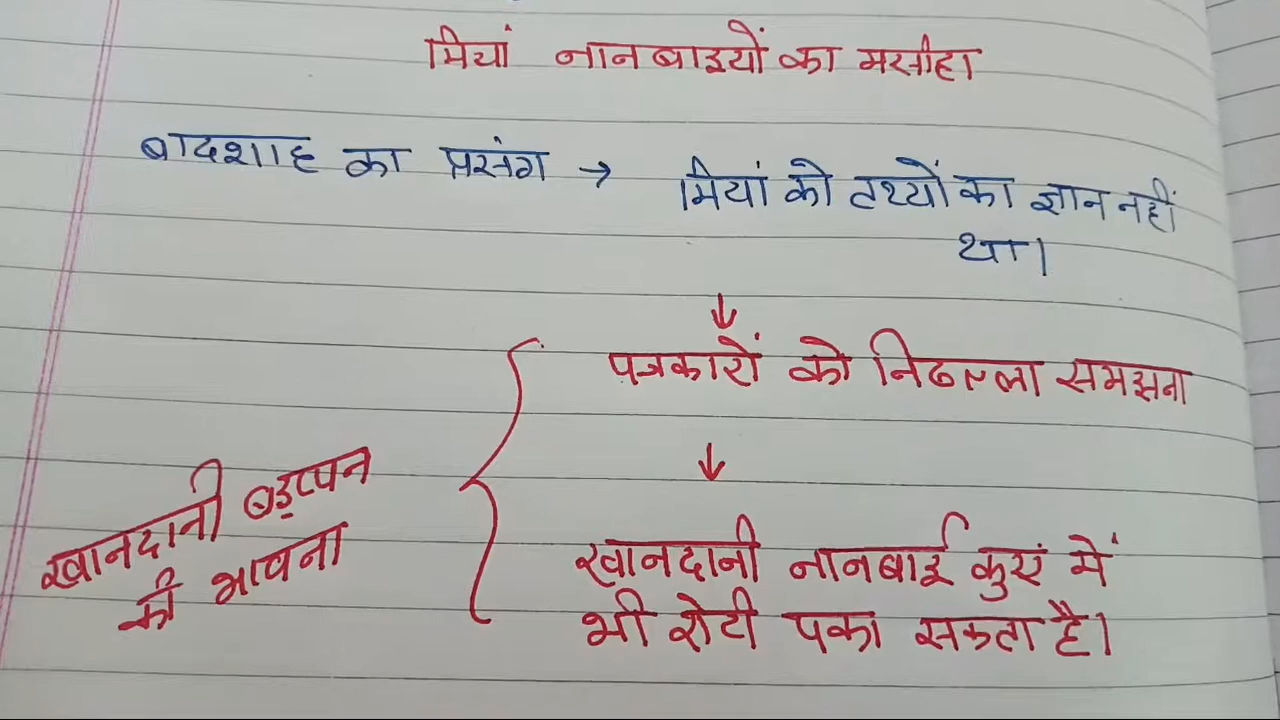 मियां नानबाइयों का मसीहा
बादशाह का प्रसंग → मियां को तथ्यों का ज्ञान नहीं
था।
↓
पत्रकारों को निठल्ला समझना
↓
खानदानी बड़प्पन
की भावना
खानदानी नानबाई कुएं में
भी रोटी पका सकता है।